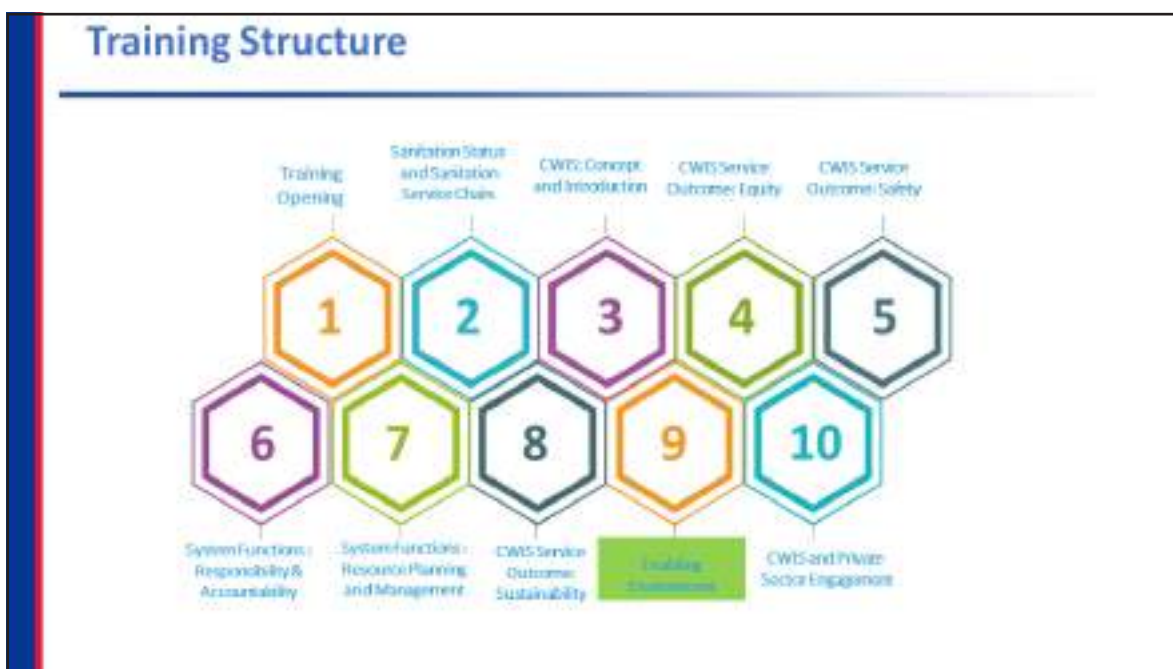 Training Structure
Training
Opening
Sanitation Status
and Sanitation
Service Chain
CWIS: Concept
and Introduction
CWIS Service
Outcome: Equity
CWIS Service
Outcome: Safety
1
2
3
4
5
6
7
8
9
10
System Functions :
Responsibility &
Accountability
System Functions :
Resource Planning
and Management
CWIS Service
Outcome:
Sustainability
Enabling
Environment
CWIS and Private
Sector Engagement